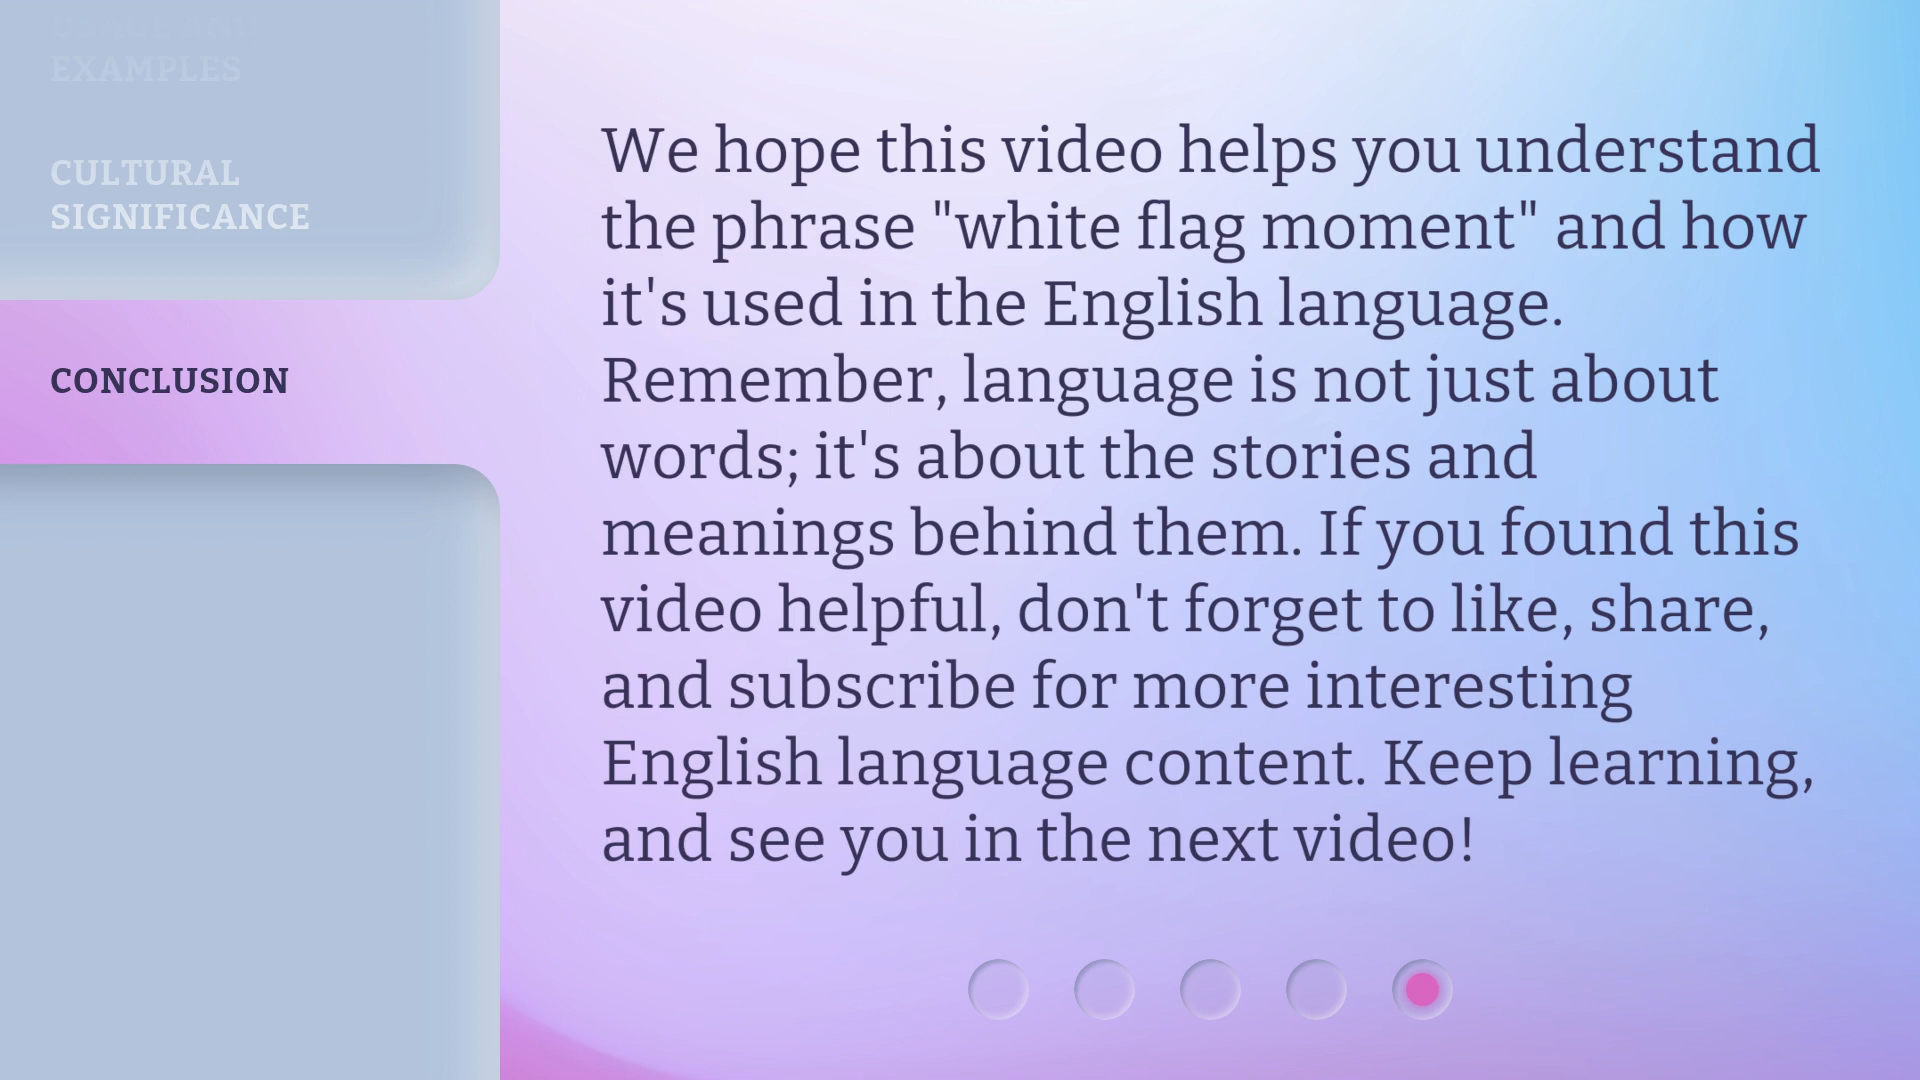 USAGE AND
EXAMPLES
CULTURAL
SIGNIFICANCE
CONCLUSION
We hope this video helps you understand
the phrase "white flag moment" and how
it's used in the English language.
Remember, language is not just about
words; it's about the stories and
meanings behind them. If you found this
video helpful, don't forget to like, share,
and subscribe for more interesting
English language content. Keep learning,
and see you in the next video!